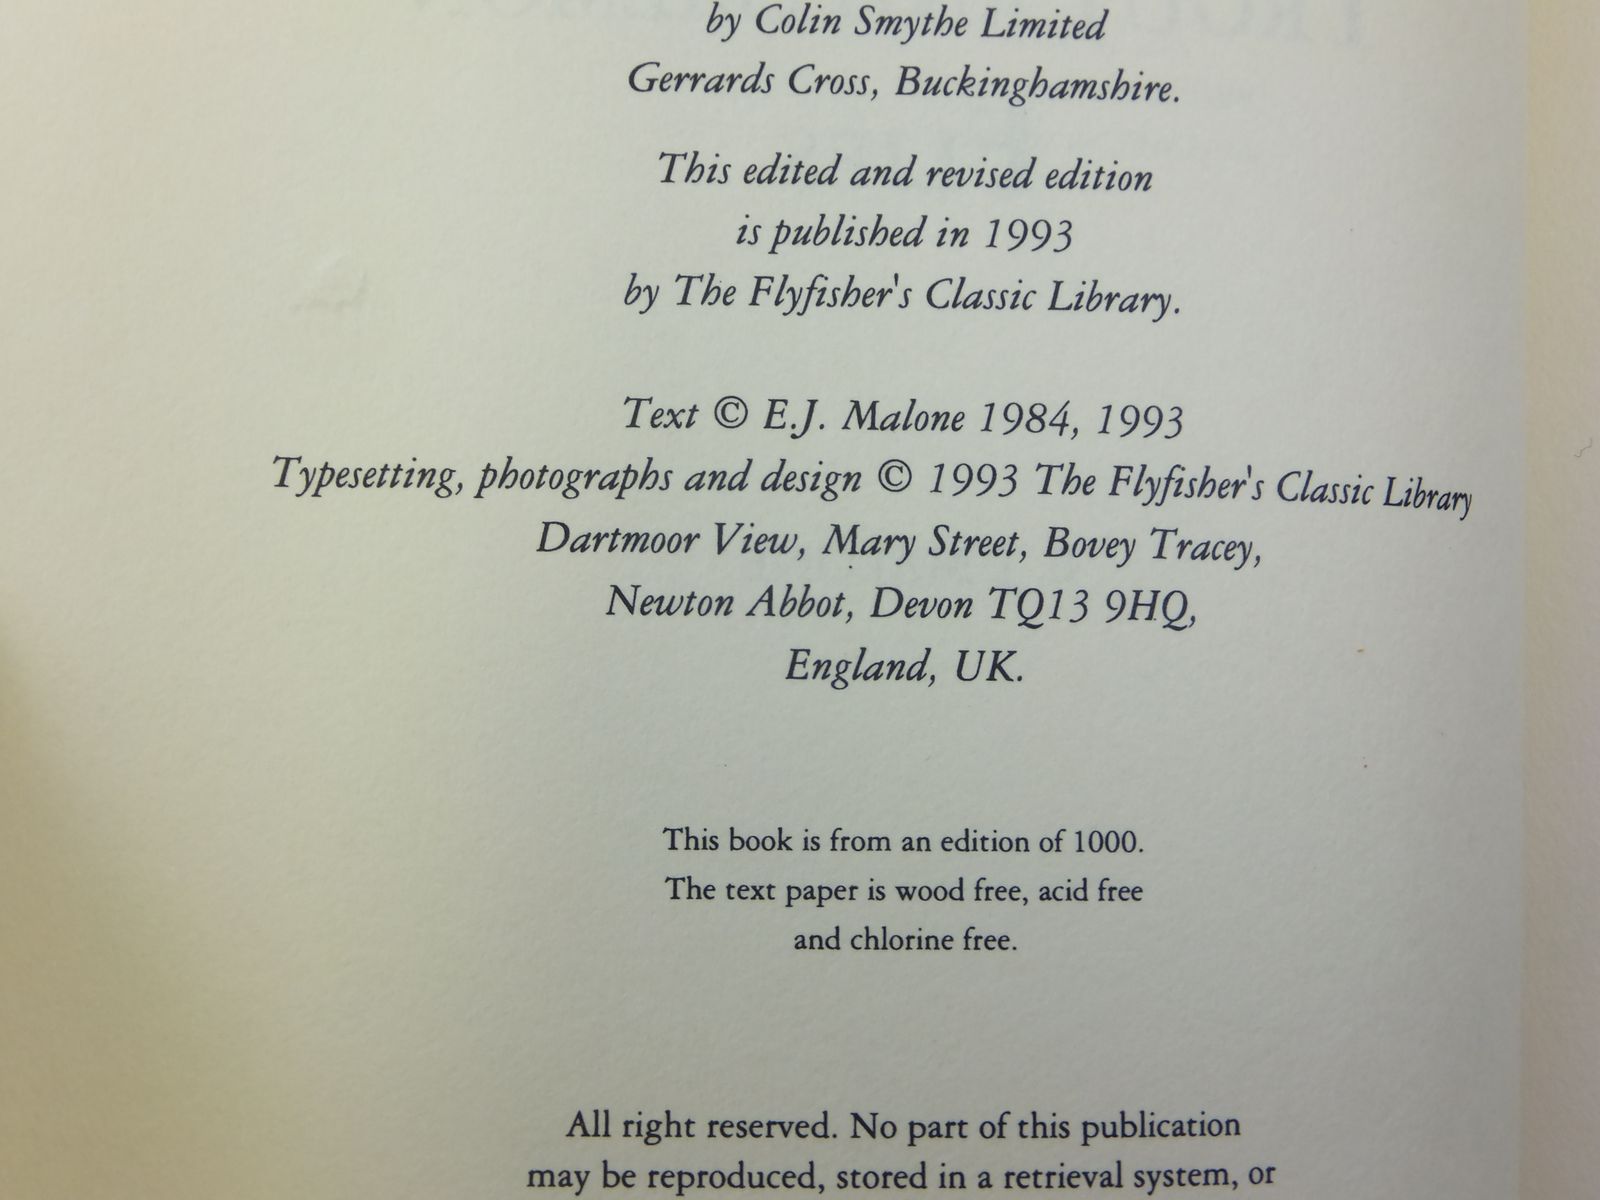 by Colin Smythe Limited
Gerrards Cross, Buckinghamshire.
This edited and revised edition
is published in 1993
by The Flyfisher's Classic Library.
Text © E.J. Malone 1984, 1993
Typesetting, photographs and design © 1993 The Flyfisher's Classic Library
Dartmoor View, Mary Street, Bovey Tracey,
Newton Abbot, Devon TQ13 9HQ,
England, UK.
This book is from an edition of 1000.
The text paper is wood free, acid free
and chlorine free.
All right reserved. No part of this publication
may be reproduced, stored in a retrieval system, or